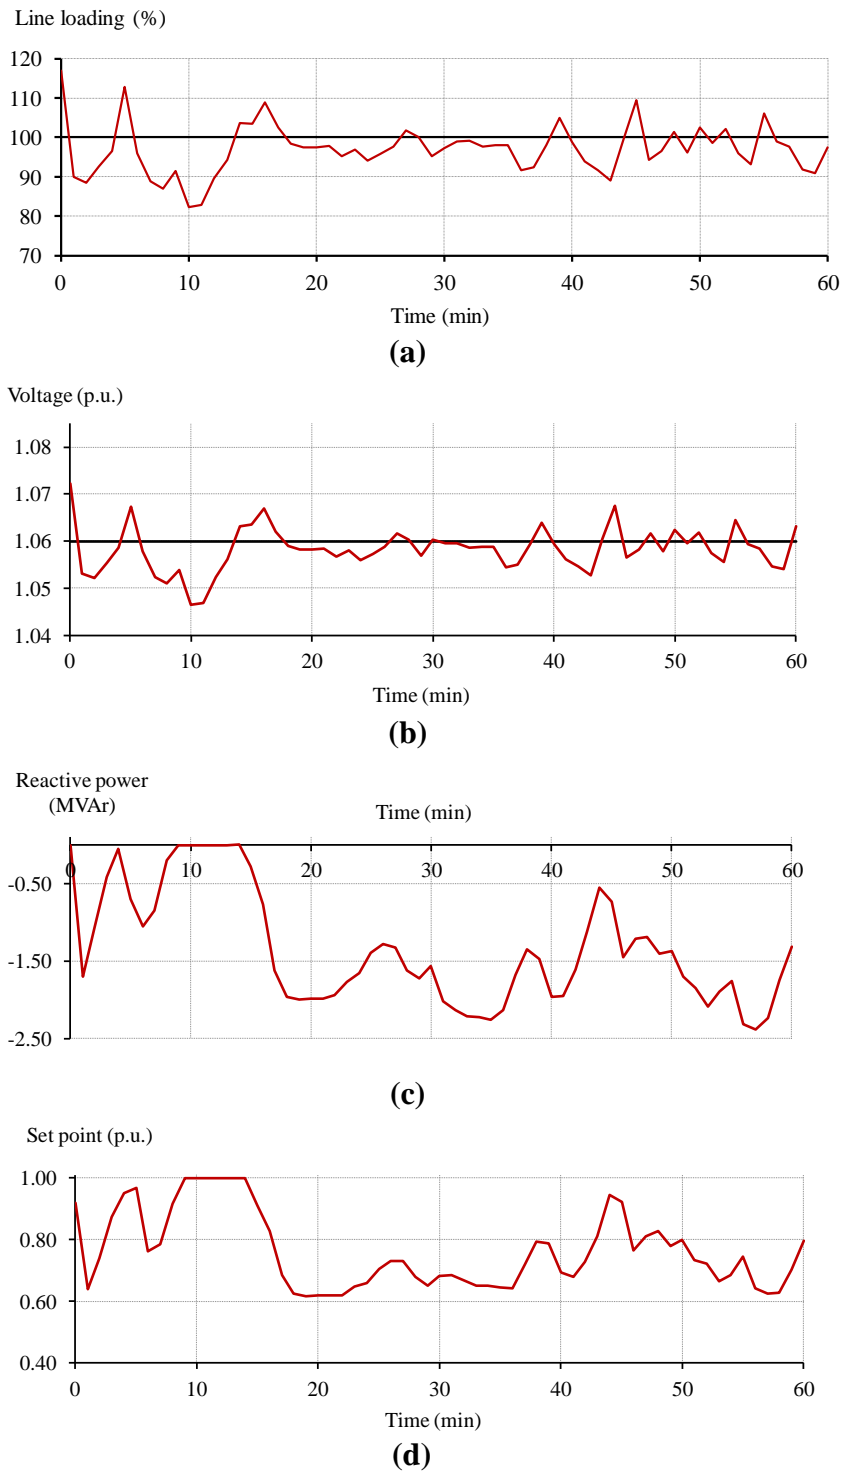 Line loading (%)
120
110
100
90
80
70
0 10 20 30 40 50 60
Time (min)
(a)
Voltage (p.u.)
1.08
1.07
1.06
1.05
1.04
0 10 20 30 40 50 60
Time (min)
(b)
Reactive power
(MVAr)
Time (min)
0 10 20 30 40 50 60
-0.50
-1.50
-2.50
(c)
Set point (p.u.)
1.00
0.80
0.60
0.40
0 10 20 30 40 50 60
Time (min)
(d)